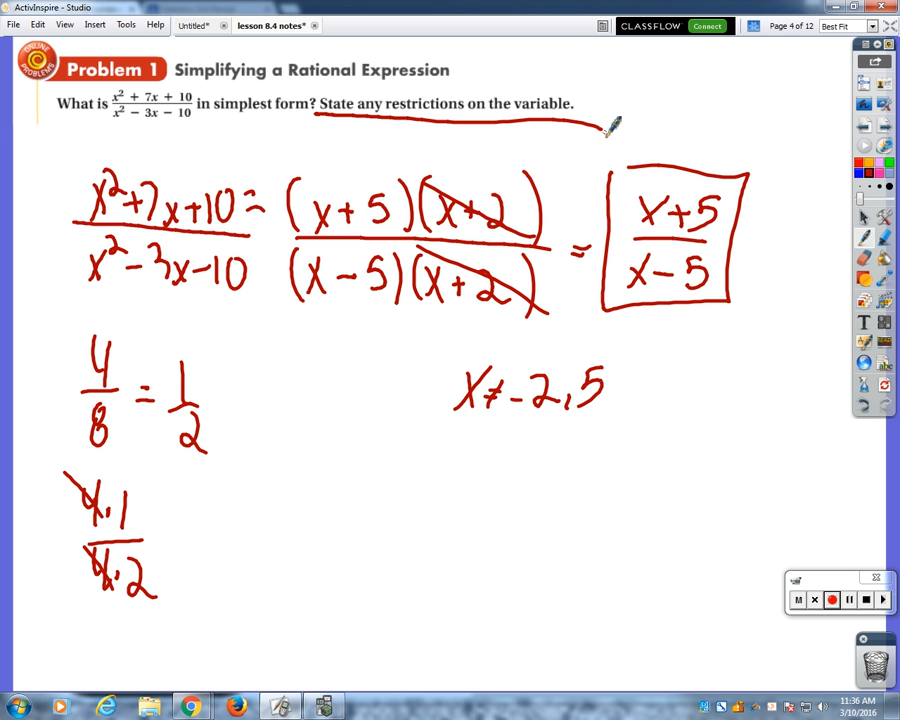 ActivInspire - Studio
File Edit View Insert Tools Help
Untitled* lesson 8.4 notes*
CLASSFLOW Connect
Page 4 of 12 Best Fit
ONLINE PROBLEMS
Problem 1 Simplifying a Rational Expression
What is (x² + 7x + 10)/(x² − 3x − 10) in simplest form? State any restrictions on the variable.
(x²+7x+10)/(x²−3x−10) = ((x+5)(x+2))/((x−5)(x+2)) = (x+5)/(x−5)
4/8 = 1/2
x ≠ −2, 5
(4·1)/(4·2)
T
abc
M
11:36 AM
3/10/2016